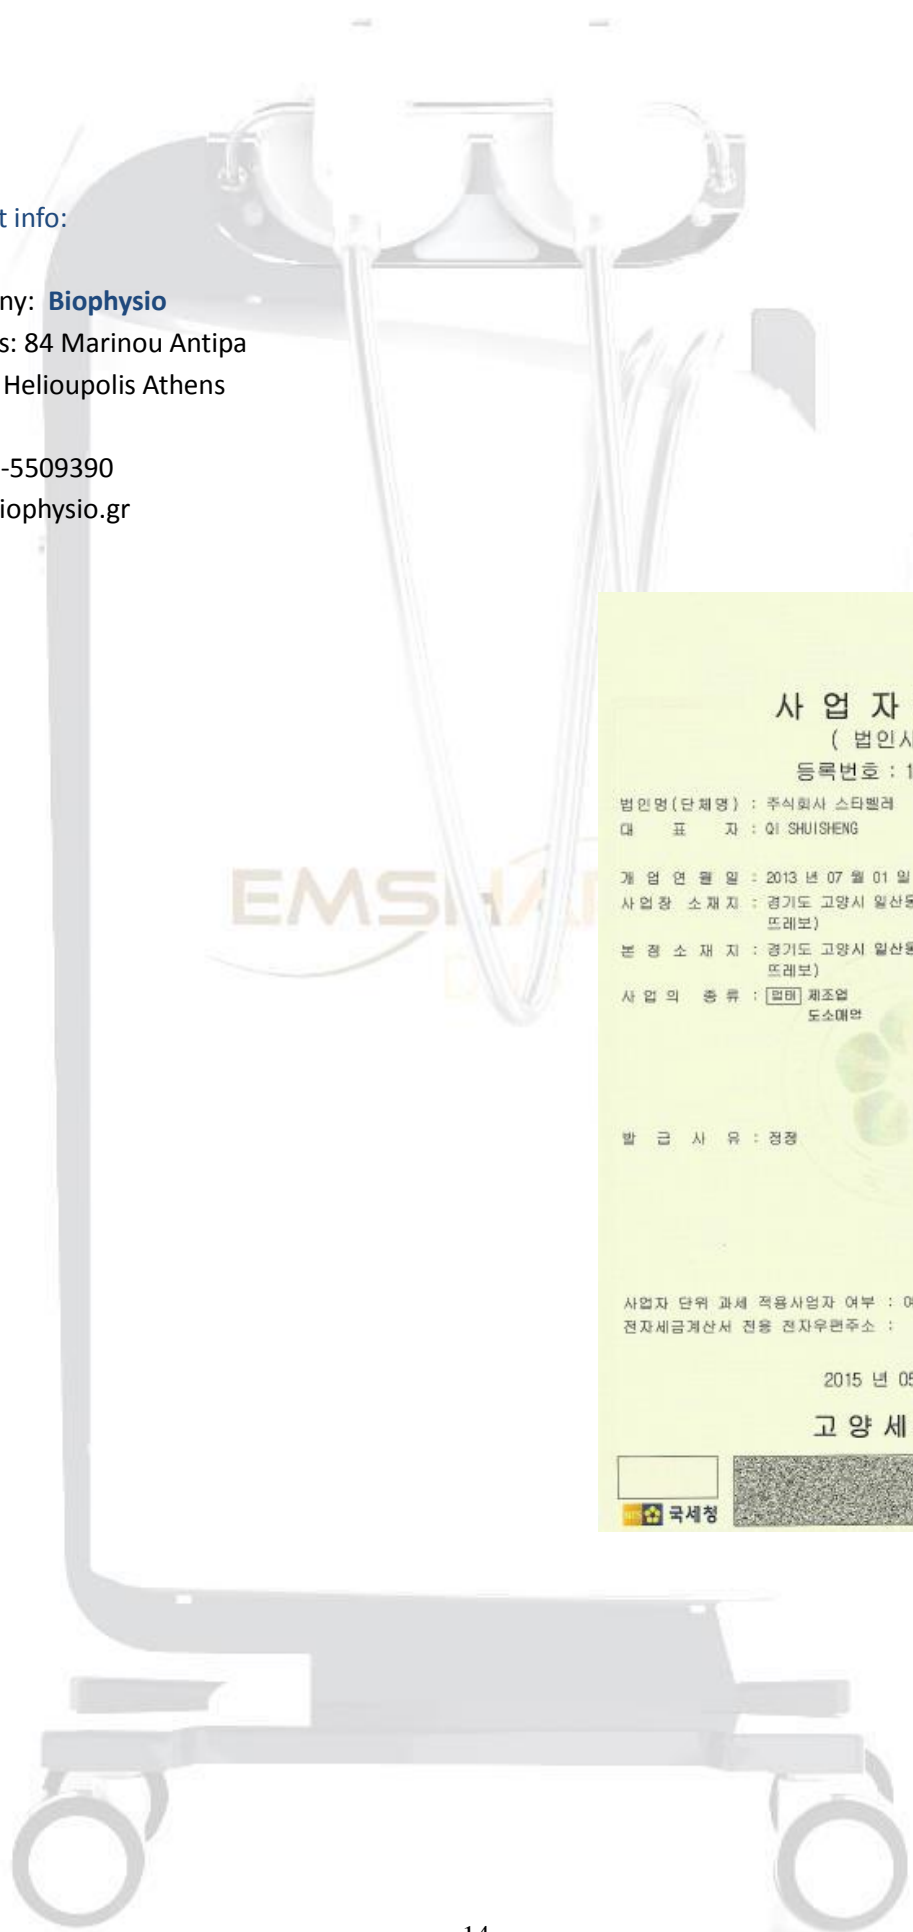 t info:
ny: Biophysio
s: 84 Marinou Antipa
Helioupolis Athens
-5509390
iophysio.gr
EMSHA
사 업 자
( 법인사
등록번호 : 1
법인명(단체명) : 주식회사 스타벨레
대 표 자 : QI SHUISHENG
개 업 연 월 일 : 2013 년 07 월 01 일
사업장 소재지 : 경기도 고양시 일산동
뜨레보)
본 점 소 재 지 : 경기도 고양시 일산동
뜨레보)
사 업 의 종 류 : 업태 제조업
도소매업
발 급 사 유 : 정정
사업자 단위 과세 적용사업자 여부 : 여
전자세금계산서 전용 전자우편주소 :
2015 년 05
고 양 세
국세청
14